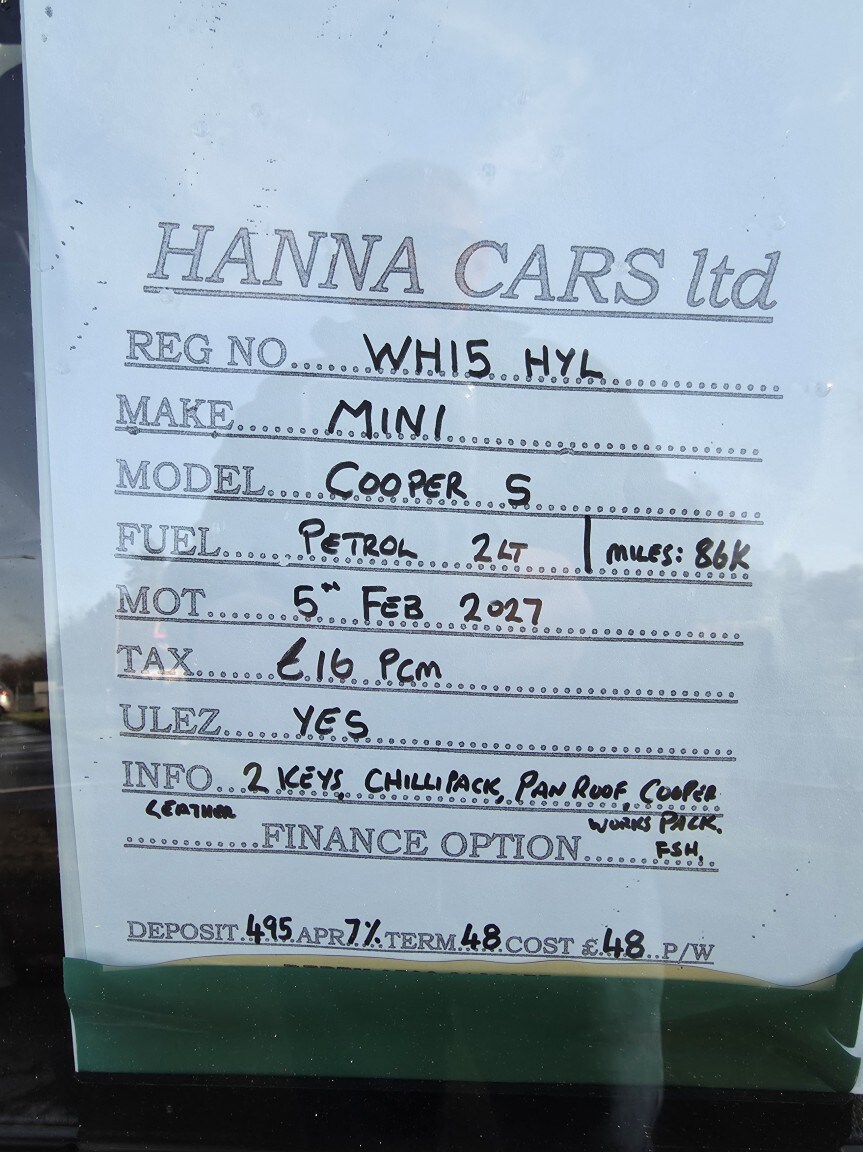 HANNA CARS ltd
REG NO...... WH15 HYL
MAKE...... MINI
MODEL...... COOPER S
FUEL...... PETROL 2LT | MILES: 86K
MOT...... 5TH FEB 2027
TAX...... £16 PCM
ULEZ...... YES
INFO... 2 KEYS, CHILLI PACK, PAN ROOF, COOPER
LEATHER WORKS PACK.
............FINANCE OPTION...... FSH,
DEPOSIT.495.APR 7%.TERM.48.COST £.48..P/W